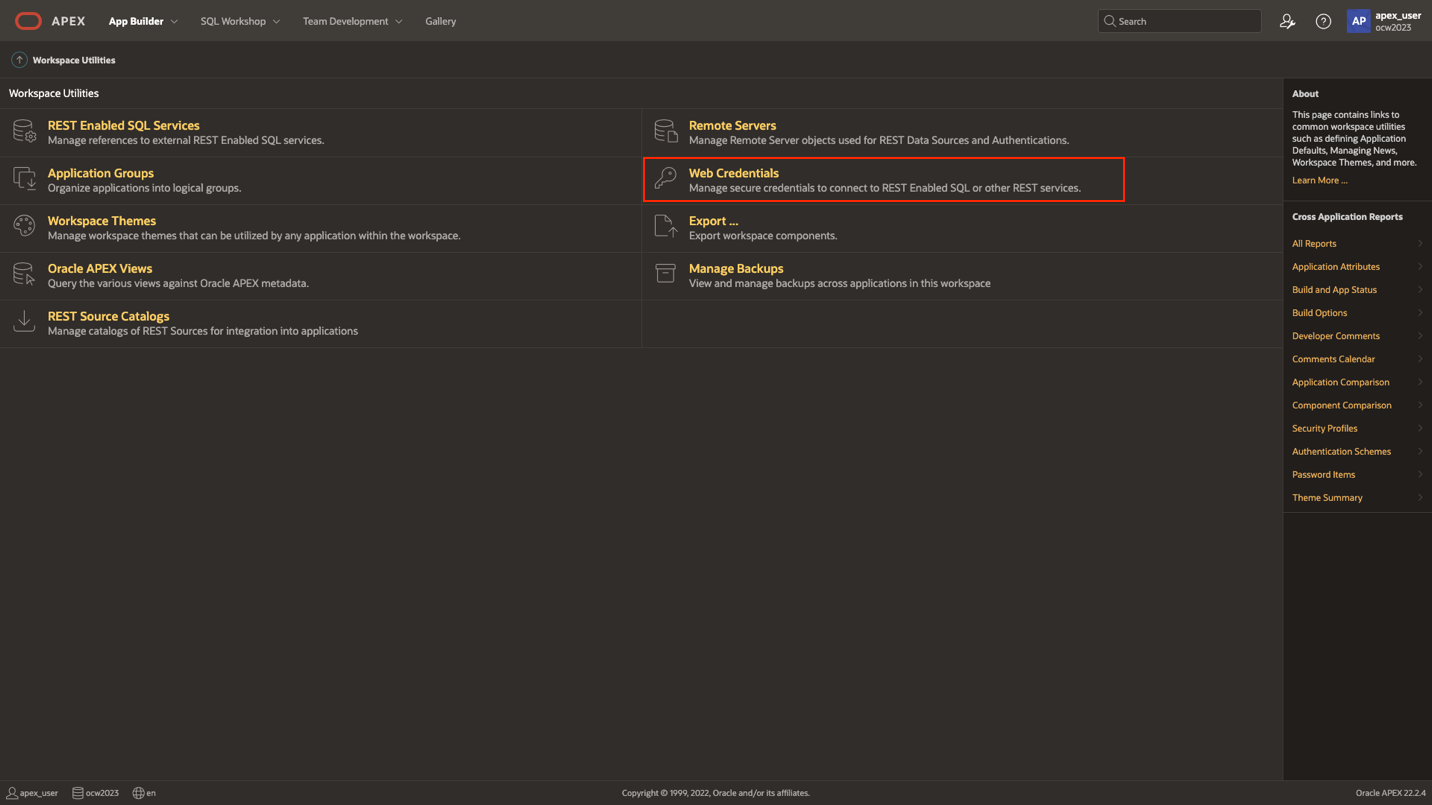 APEX App Builder SQL Workshop Team Development Gallery Search AP apex_user
ocw2023
Workspace Utilities
Workspace Utilities
REST Enabled SQL Services
Manage references to external REST Enabled SQL services.
Remote Servers
Manage Remote Server objects used for REST Data Sources and Authentications.
Application Groups
Organize applications into logical groups.
Web Credentials
Manage secure credentials to connect to REST Enabled SQL or other REST services.
Workspace Themes
Manage workspace themes that can be utilized by any application within the workspace.
Export ...
Export workspace components.
Oracle APEX Views
Query the various views against Oracle APEX metadata.
Manage Backups
View and manage backups across applications in this workspace
REST Source Catalogs
Manage catalogs of REST Sources for integration into applications
About
This page contains links to
common workspace utilities
such as defining Application
Defaults, Managing News,
Workspace Themes, and more.
Learn More ...
Cross Application Reports
All Reports
Application Attributes
Build and App Status
Build Options
Developer Comments
Comments Calendar
Application Comparison
Component Comparison
Security Profiles
Authentication Schemes
Password Items
Theme Summary
apex_user ocw2023 en Copyright © 1999, 2022, Oracle and/or its affiliates. Oracle APEX 22.2.4